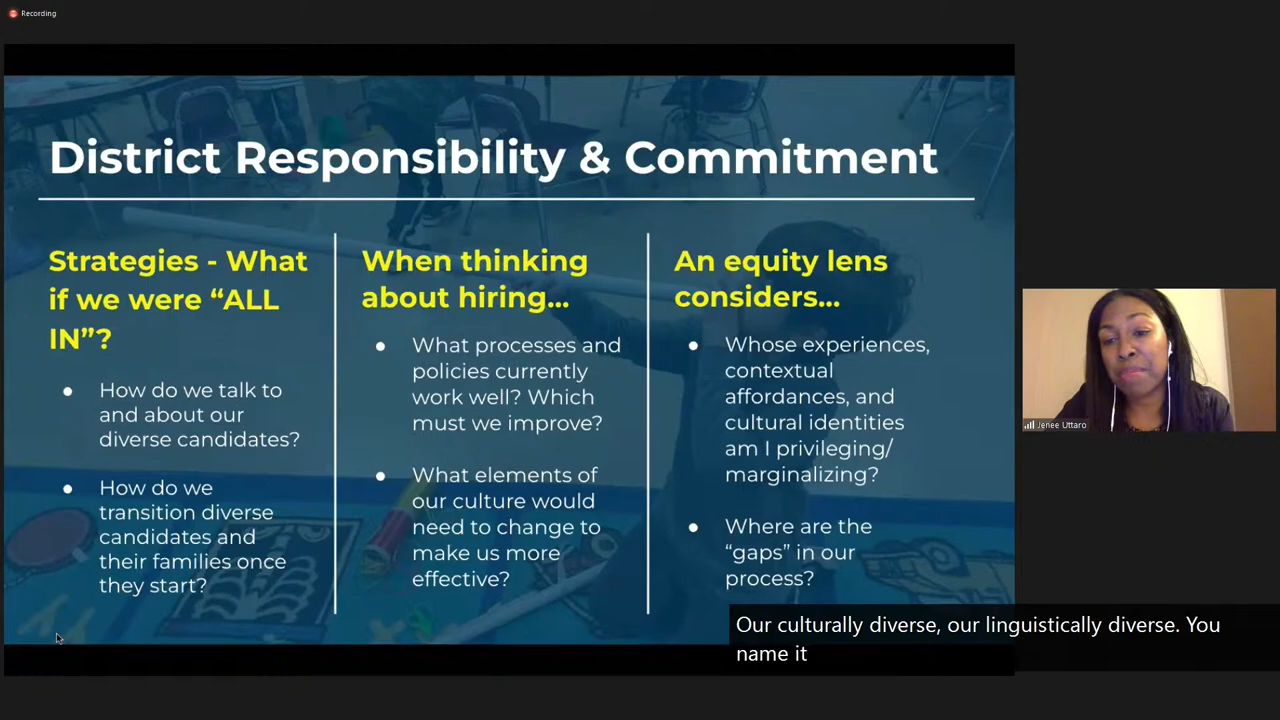 Recording
District Responsibility & Commitment
Strategies - What
if we were “ALL
IN”?
● How do we talk to
and about our
diverse candidates?
● How do we
transition diverse
candidates and
their families once
they start?
When thinking
about hiring...
● What processes and
policies currently
work well? Which
must we improve?
● What elements of
our culture would
need to change to
make us more
effective?
An equity lens
considers...
● Whose experiences,
contextual
affordances, and
cultural identities
am I privileging/
marginalizing?
● Where are the
“gaps” in our
process?
Jenee Uttaro
Our culturally diverse, our linguistically diverse. You
name it